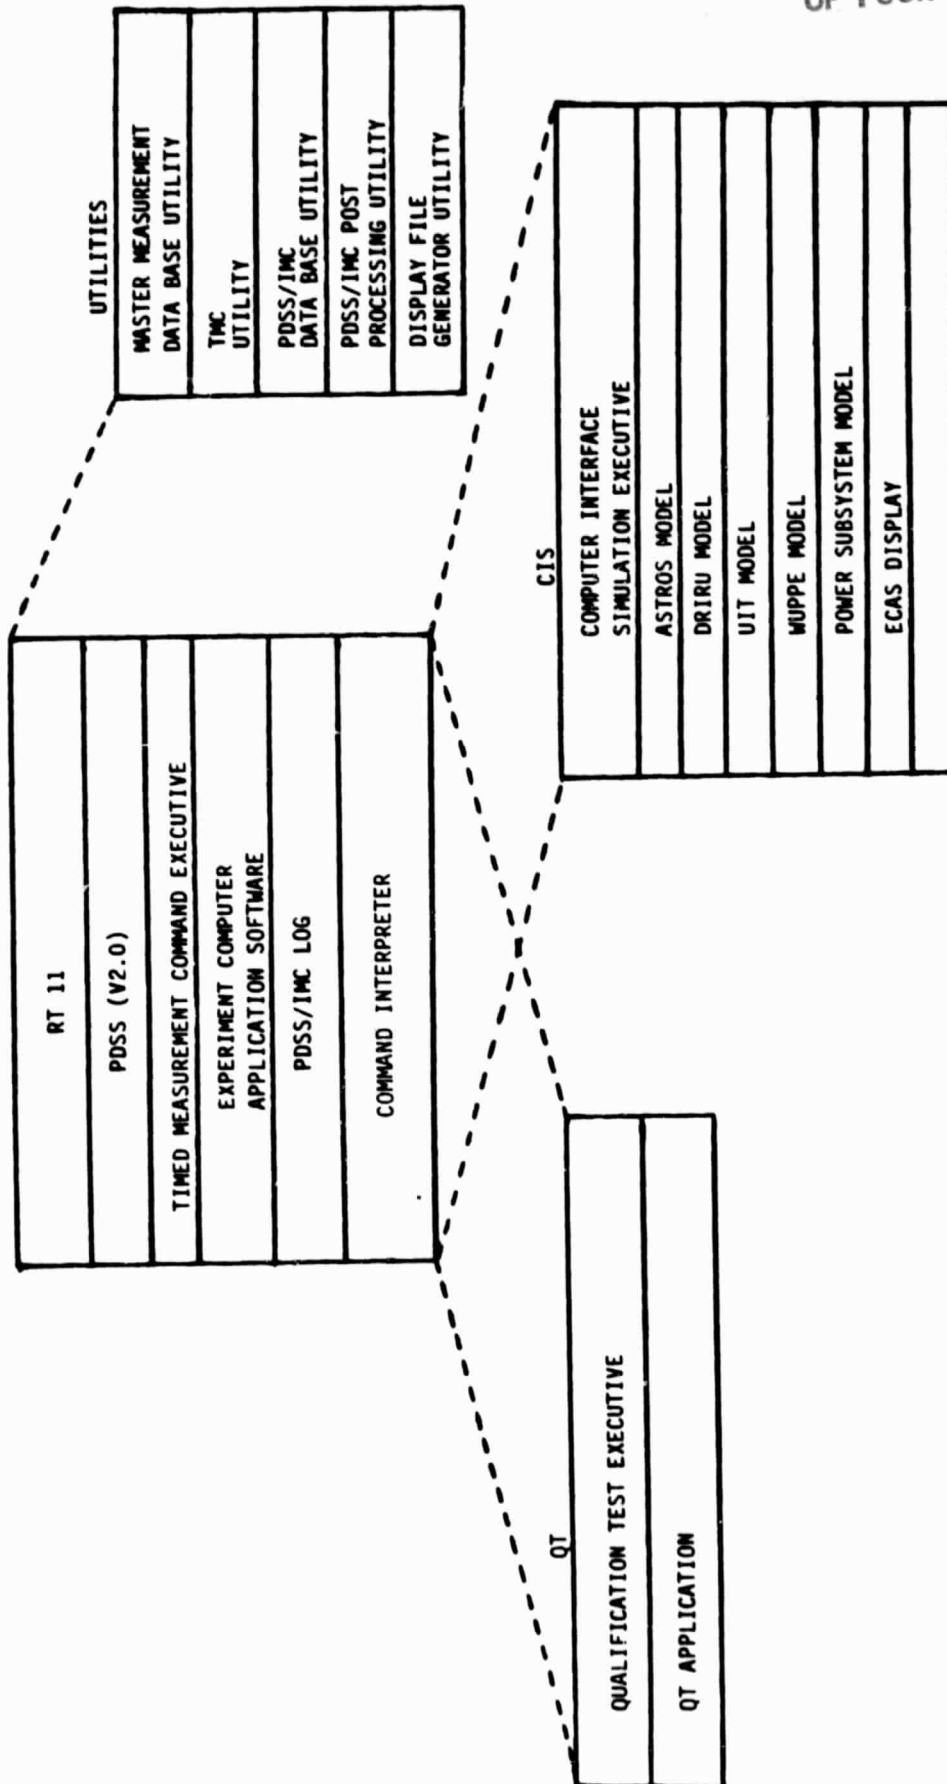 UTILITIES
MASTER MEASUREMENT
DATA BASE UTILITY
TMC
UTILITY
PDSS/IMC
DATA BASE UTILITY
PDSS/IMC POST
PROCESSING UTILITY
DISPLAY FILE
GENERATOR UTILITY
RT 11
PDSS (V2.0)
TIMED MEASUREMENT COMMAND EXECUTIVE
EXPERIMENT COMPUTER
APPLICATION SOFTWARE
PDSS/IMC LOG
COMMAND INTERPRETER
CIS
COMPUTER INTERFACE
SIMULATION EXECUTIVE
ASTROS MODEL
DRIRU MODEL
UIT MODEL
WUPPE MODEL
POWER SUBSYSTEM MODEL
ECAS DISPLAY
QT
QUALIFICATION TEST EXECUTIVE
QT APPLICATION